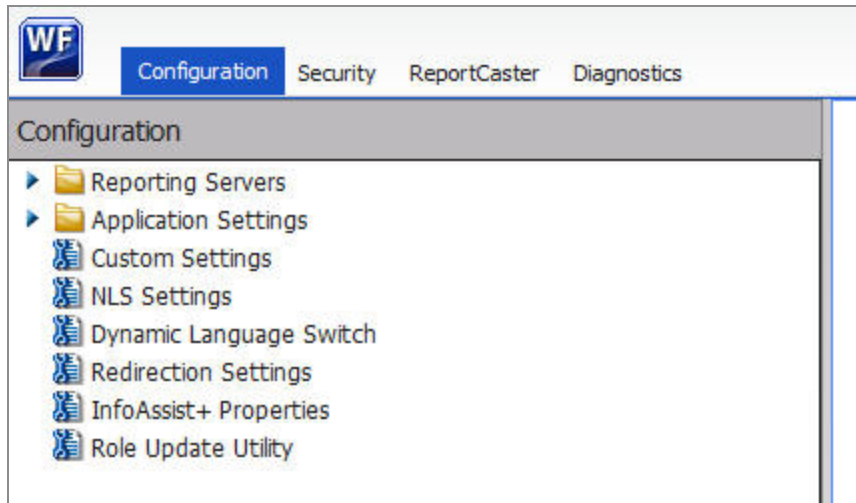 WF
Configuration Security ReportCaster Diagnostics
Configuration
Reporting Servers
Application Settings
Custom Settings
NLS Settings
Dynamic Language Switch
Redirection Settings
InfoAssist+ Properties
Role Update Utility